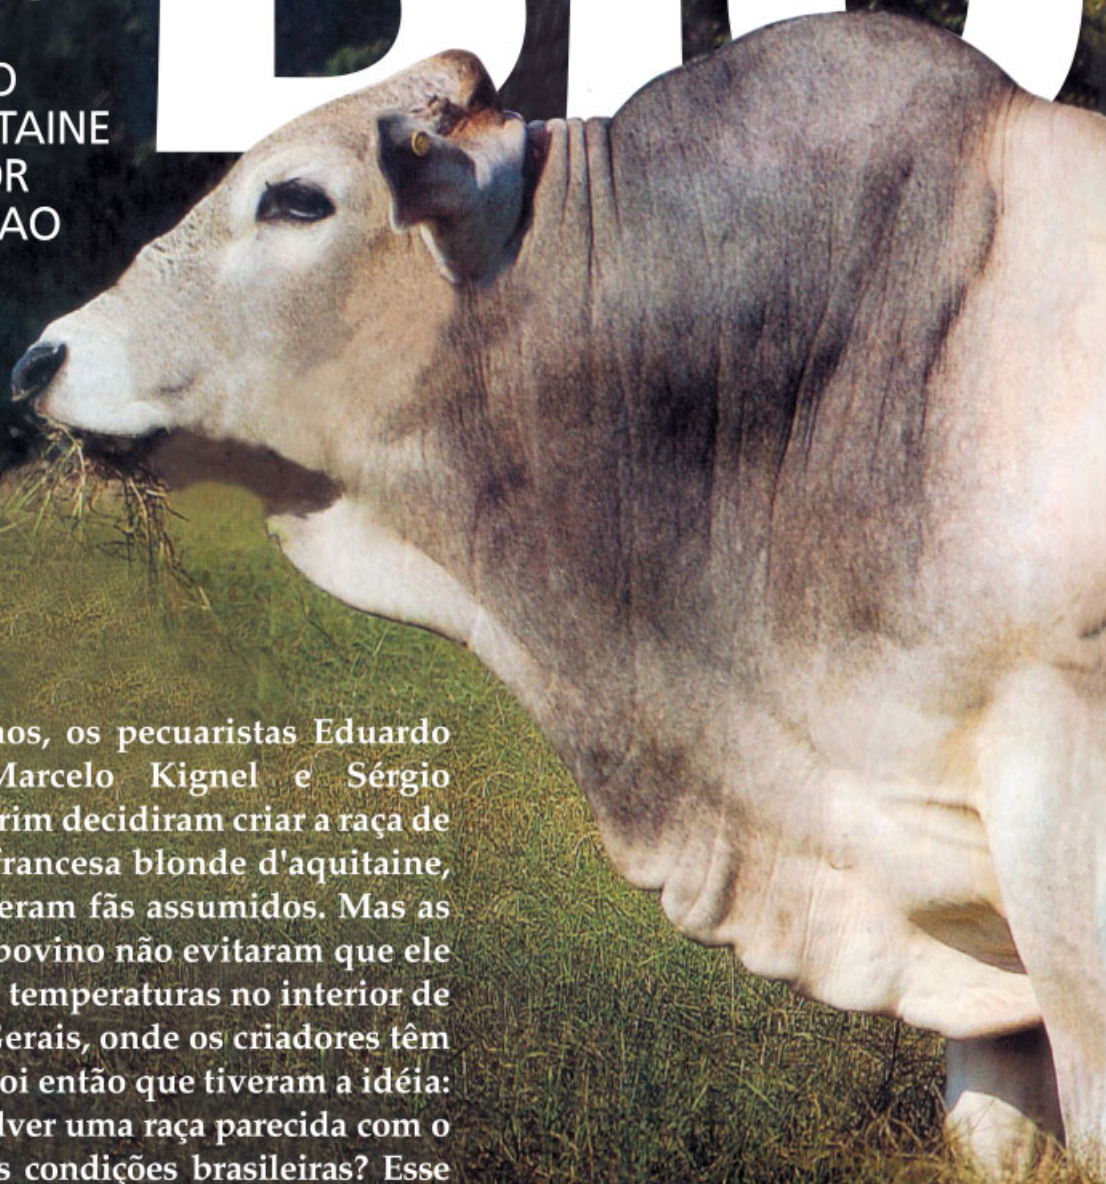 TAINE
AO
os, os pecuaristas Eduardo
Marcelo Kignel e Sérgio
rim decidiram criar a raça de
francesa blonde d'aquitaine,
eram fãs assumidos. Mas as
bovino não evitaram que ele
temperaturas no interior de
Gerais, onde os criadores têm
oi então que tiveram a idéia:
lver uma raça parecida com o
s condições brasileiras? Esse